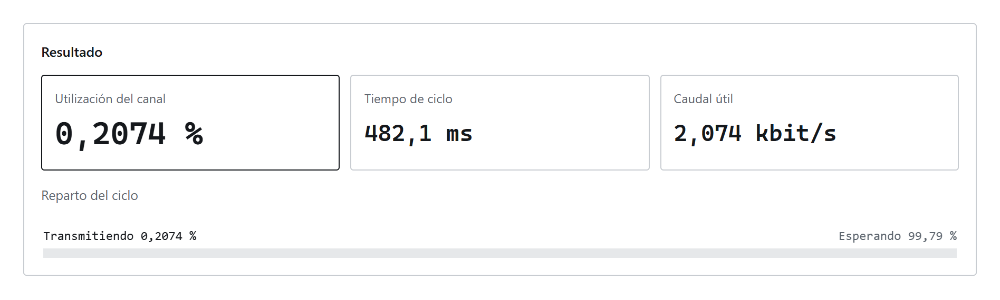 Resultado
Utilización del canal
0,2074 %
Tiempo de ciclo
482,1 ms
Caudal útil
2,074 kbit/s
Reparto del ciclo
Transmitiendo 0,2074 %
Esperando 99,79 %